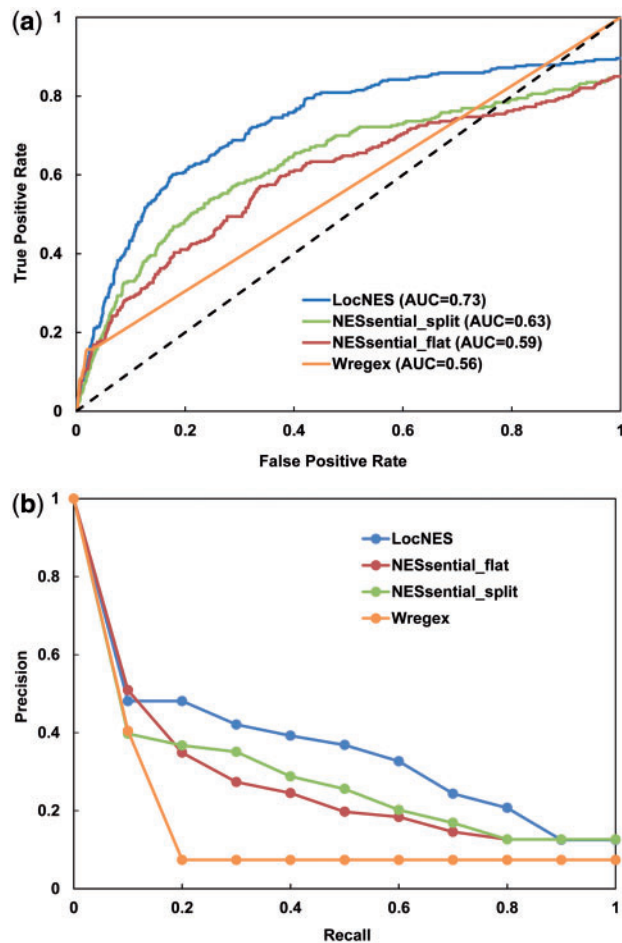 (a)
1
0.8
0.6
0.4
0.2
0
True Positive Rate
LocNES (AUC=0.73)
NESsential_split (AUC=0.63)
NESsential_flat (AUC=0.59)
Wregex (AUC=0.56)
0 0.2 0.4 0.6 0.8 1
False Positive Rate
(b)
1
0.8
0.6
0.4
0.2
0
Precision
LocNES
NESsential_flat
NESsential_split
Wregex
0 0.2 0.4 0.6 0.8 1
Recall